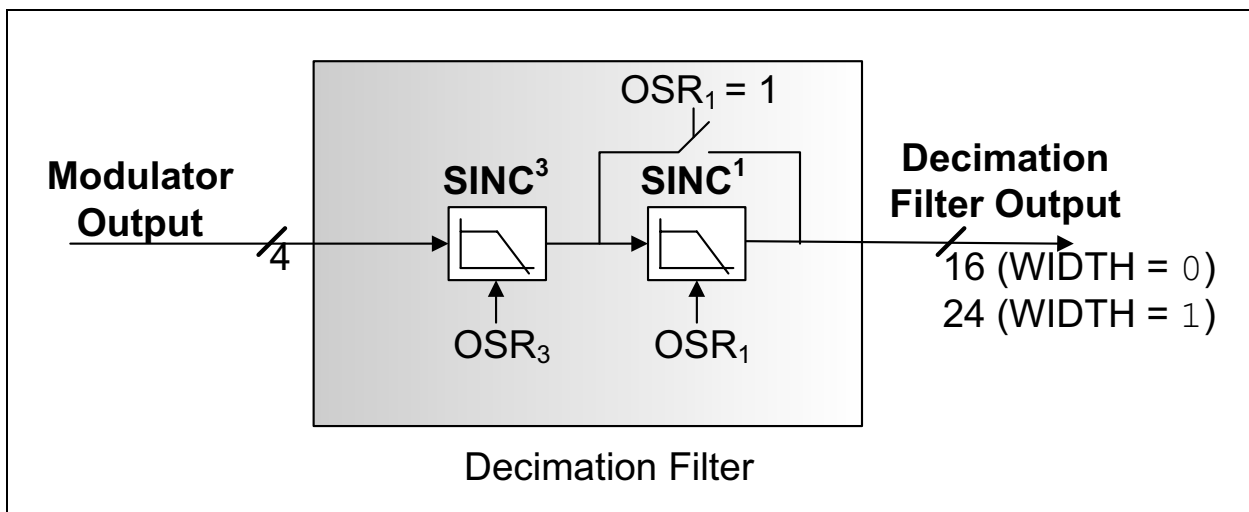 OSR₁ = 1
Modulator
Output
4
SINC³
SINC¹
OSR₃
OSR₁
Decimation
Filter Output
16 (WIDTH = 0)
24 (WIDTH = 1)
Decimation Filter